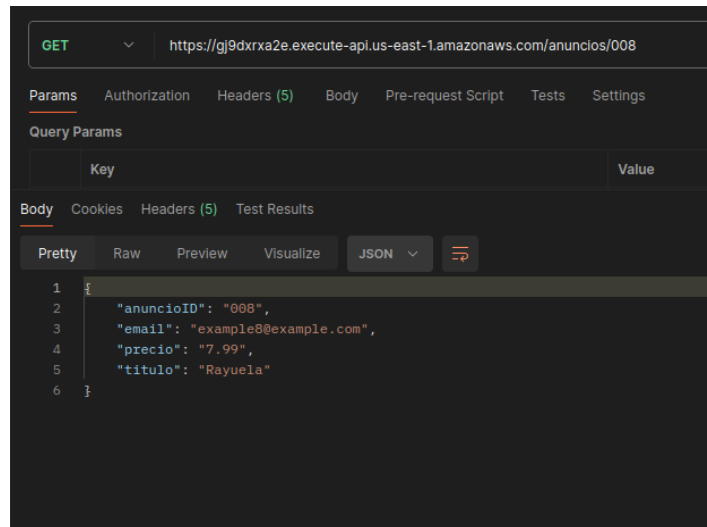 GET https://gj9dxrxa2e.execute-api.us-east-1.amazonaws.com/anuncios/008
Params Authorization Headers (5) Body Pre-request Script Tests Settings
Query Params
Key Value
Body Cookies Headers (5) Test Results
Pretty Raw Preview Visualize JSON
1 {
2 "anuncioID": "008",
3 "email": "example8@example.com",
4 "precio": "7.99",
5 "titulo": "Rayuela"
6 }